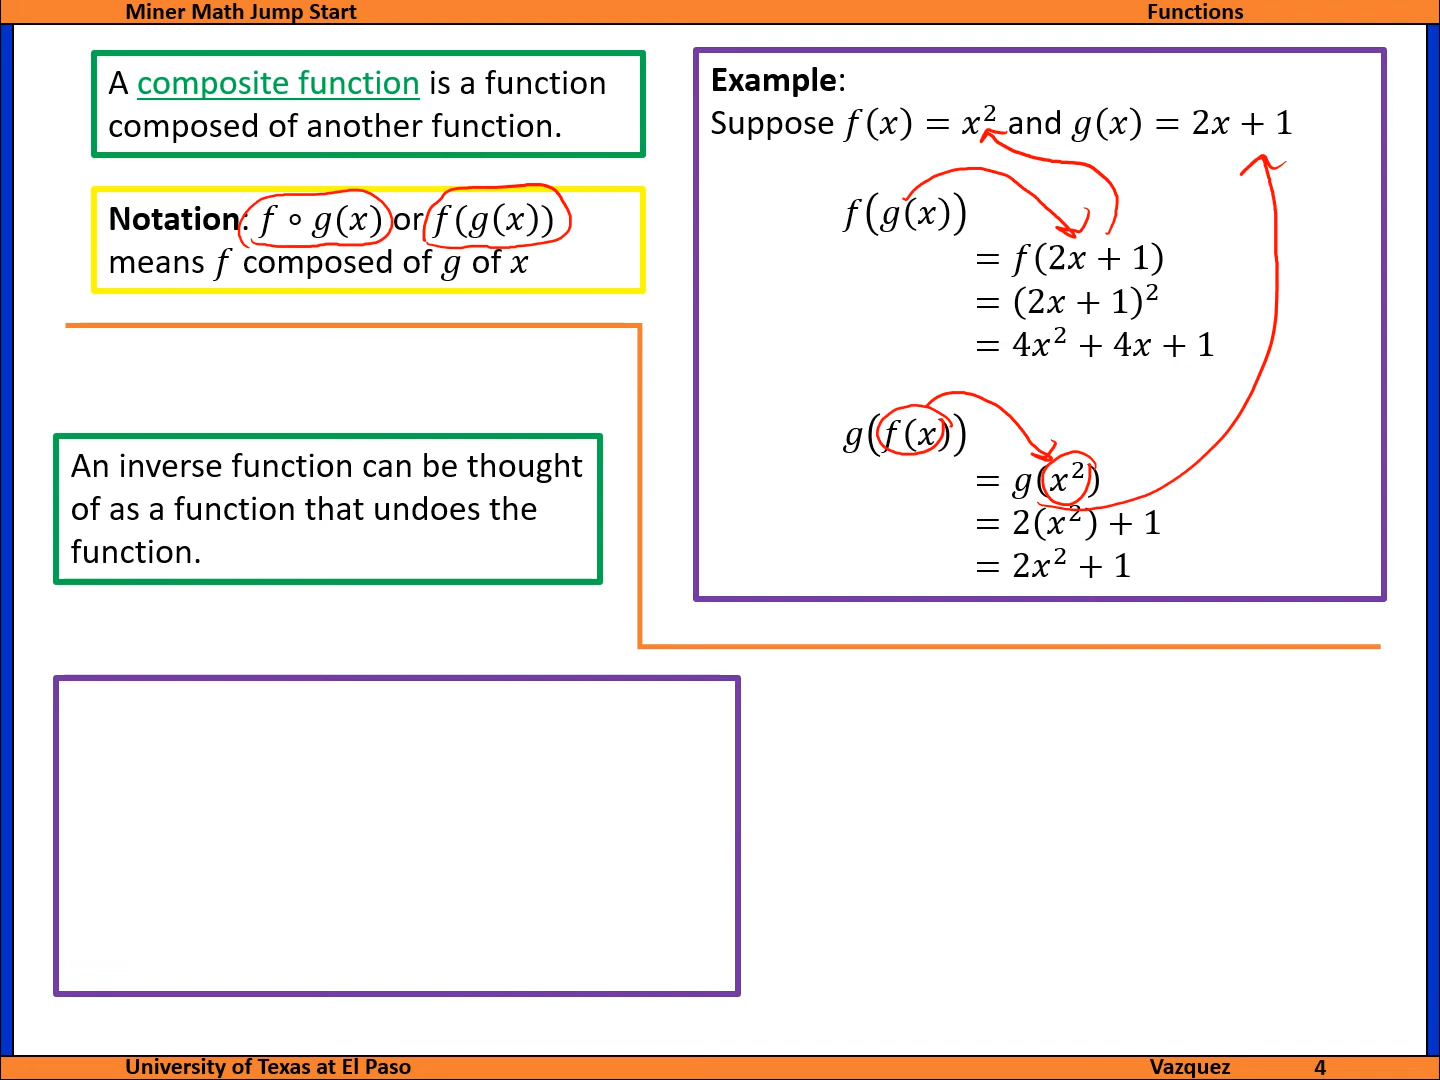 Miner Math Jump Start
Functions
A composite function is a function
composed of another function.
Notation: f ∘ g(x) or f(g(x))
means f composed of g of x
An inverse function can be thought
of as a function that undoes the
function.
Example:
Suppose f(x) = x² and g(x) = 2x + 1
f(g(x))
= f(2x + 1)
= (2x + 1)²
= 4x² + 4x + 1
g(f(x))
= g(x²)
= 2(x²) + 1
= 2x² + 1
University of Texas at El Paso
Vazquez 4